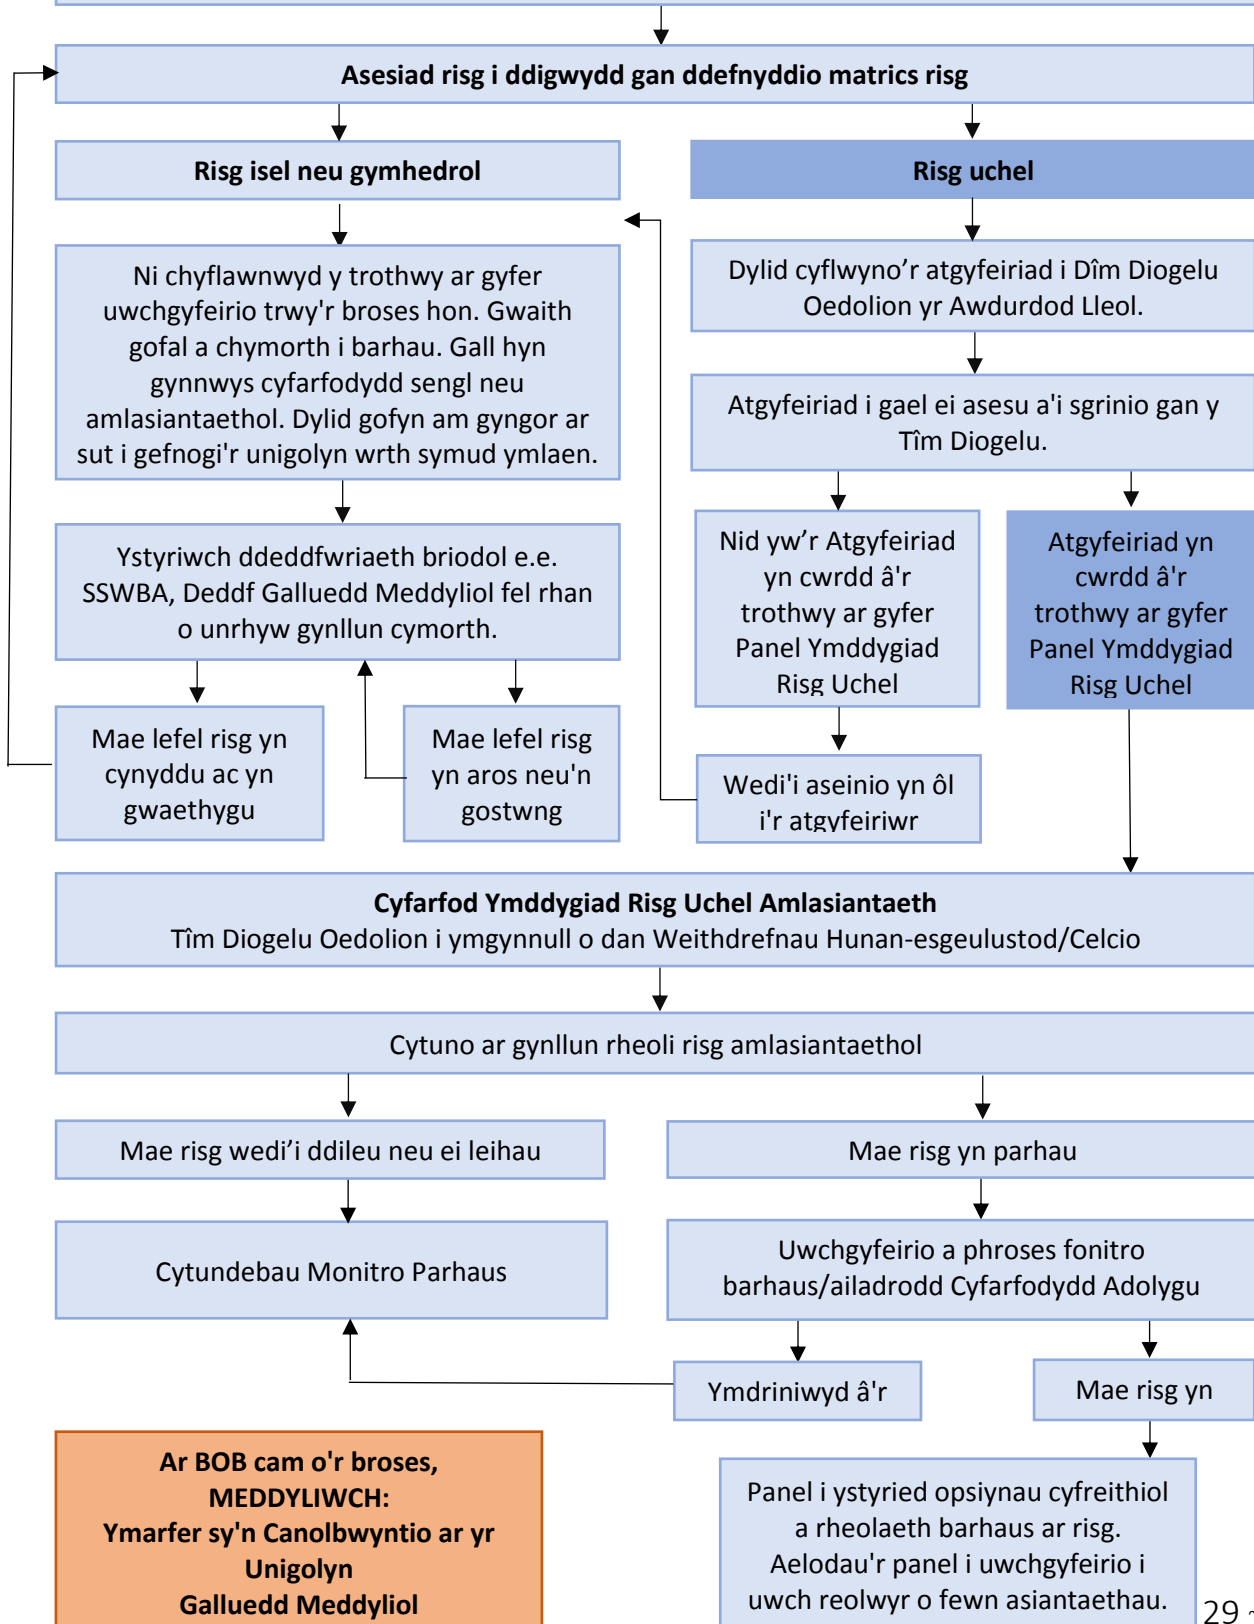 Asesiad risg i ddigwydd gan ddefnyddio matrics risg
Risg isel neu gymhedrol
Risg uchel
Ni chyflawnwyd y trothwy ar gyfer
uwchgyfeirio trwy'r broses hon. Gwaith
gofal a chymorth i barhau. Gall hyn
gynnwys cyfarfodydd sengl neu
amlasiantaethol. Dylid gofyn am gyngor ar
sut i gefnogi'r unigolyn wrth symud ymlaen.
Dylid cyflwyno’r atgyfeiriad i Dîm Diogelu
Oedolion yr Awdurdod Lleol.
Atgyfeiriad i gael ei asesu a'i sgrinio gan y
Tîm Diogelu.
Ystyriwch ddeddfwriaeth briodol e.e.
SSWBA, Deddf Galluedd Meddyliol fel rhan
o unrhyw gynllun cymorth.
Nid yw'r Atgyfeiriad
yn cwrdd â'r
trothwy ar gyfer
Panel Ymddygiad
Risg Uchel
Atgyfeiriad yn
cwrdd â'r
trothwy ar gyfer
Panel Ymddygiad
Risg Uchel
Mae lefel risg yn
cynyddu ac yn
gwaethygu
Mae lefel risg
yn aros neu'n
gostwng
Wedi'i aseinio yn ôl
i'r atgyfeiriwr
Cyfarfod Ymddygiad Risg Uchel Amlasiantaeth
Tîm Diogelu Oedolion i ymgynnull o dan Weithdrefnau Hunan-esgeulustod/Celcio
Cytuno ar gynllun rheoli risg amlasiantaethol
Mae risg wedi’i ddileu neu ei leihau
Mae risg yn parhau
Cytundebau Monitro Parhaus
Uwchgyfeirio a phroses fonitro
barhaus/ailadrodd Cyfarfodydd Adolygu
Ymdriniwyd â'r
Mae risg yn
Ar BOB cam o'r broses,
MEDDYLIWCH:
Ymarfer sy'n Canolbwyntio ar yr
Unigolyn
Galluedd Meddyliol
Panel i ystyried opsiynau cyfreithiol
a rheolaeth barhaus ar risg.
Aelodau'r panel i uwchgyfeirio i
uwch reolwyr o fewn asiantaethau.
29